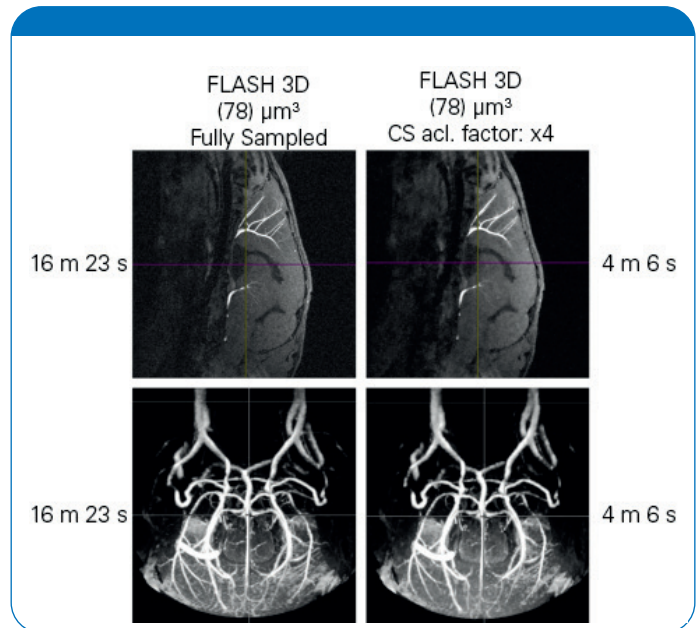 FLASH 3D
(78) µm³
Fully Sampled
FLASH 3D
(78) µm³
CS acl. factor: x4
16 m 23 s
4 m 6 s
16 m 23 s
4 m 6 s